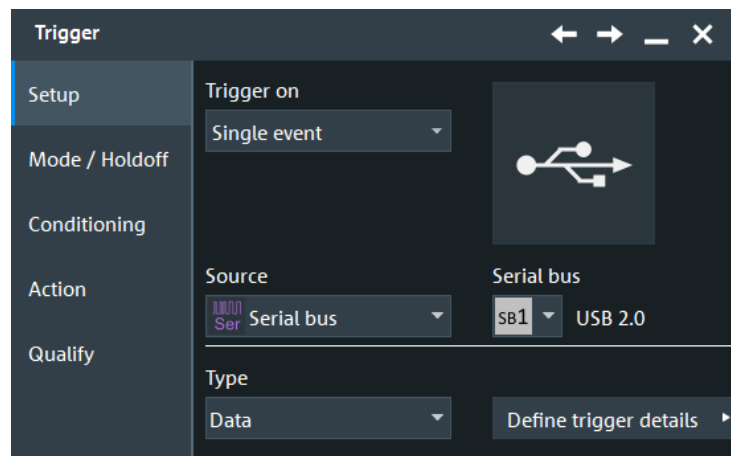 Trigger
Setup
Mode / Holdoff
Conditioning
Action
Qualify
Trigger on
Single event
Source
Serial bus
Ser Serial bus
SB1 USB 2.0
Type
Data
Define trigger details